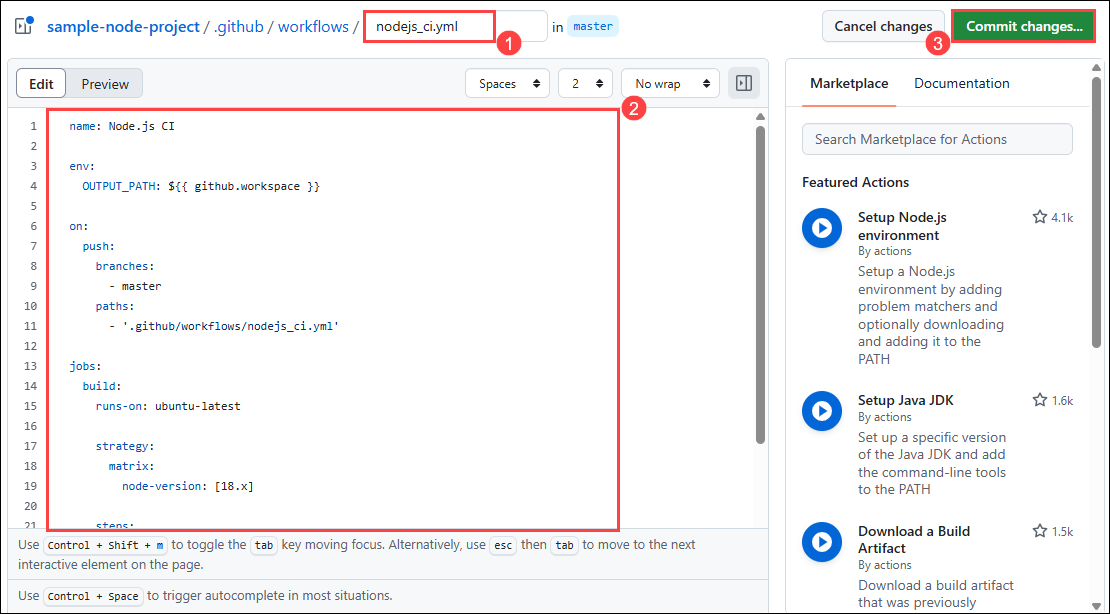 sample-node-project / .github / workflows / nodejs_ci.yml in master Cancel changes Commit changes...
1
3
Edit Preview Spaces 2 No wrap
2
1 name: Node.js CI
2
3 env:
4 OUTPUT_PATH: ${{ github.workspace }}
5
6 on:
7 push:
8 branches:
9 - master
10 paths:
11 - '.github/workflows/nodejs_ci.yml'
12
13 jobs:
14 build:
15 runs-on: ubuntu-latest
16
17 strategy:
18 matrix:
19 node-version: [18.x]
20
21 steps:
Use Control + Shift + m to toggle the tab key moving focus. Alternatively, use esc then tab to move to the next
interactive element on the page.
Use Control + Space to trigger autocomplete in most situations.
Marketplace Documentation
Search Marketplace for Actions
Featured Actions
Setup Node.js 4.1k
environment
By actions
Setup a Node.js
environment by adding
problem matchers and
optionally downloading
and adding it to the
PATH
Setup Java JDK 1.6k
By actions
Set up a specific version
of the Java JDK and add
the command-line tools
to the PATH
Download a Build 1.5k
Artifact
By actions
Download a build artifact
that was previously